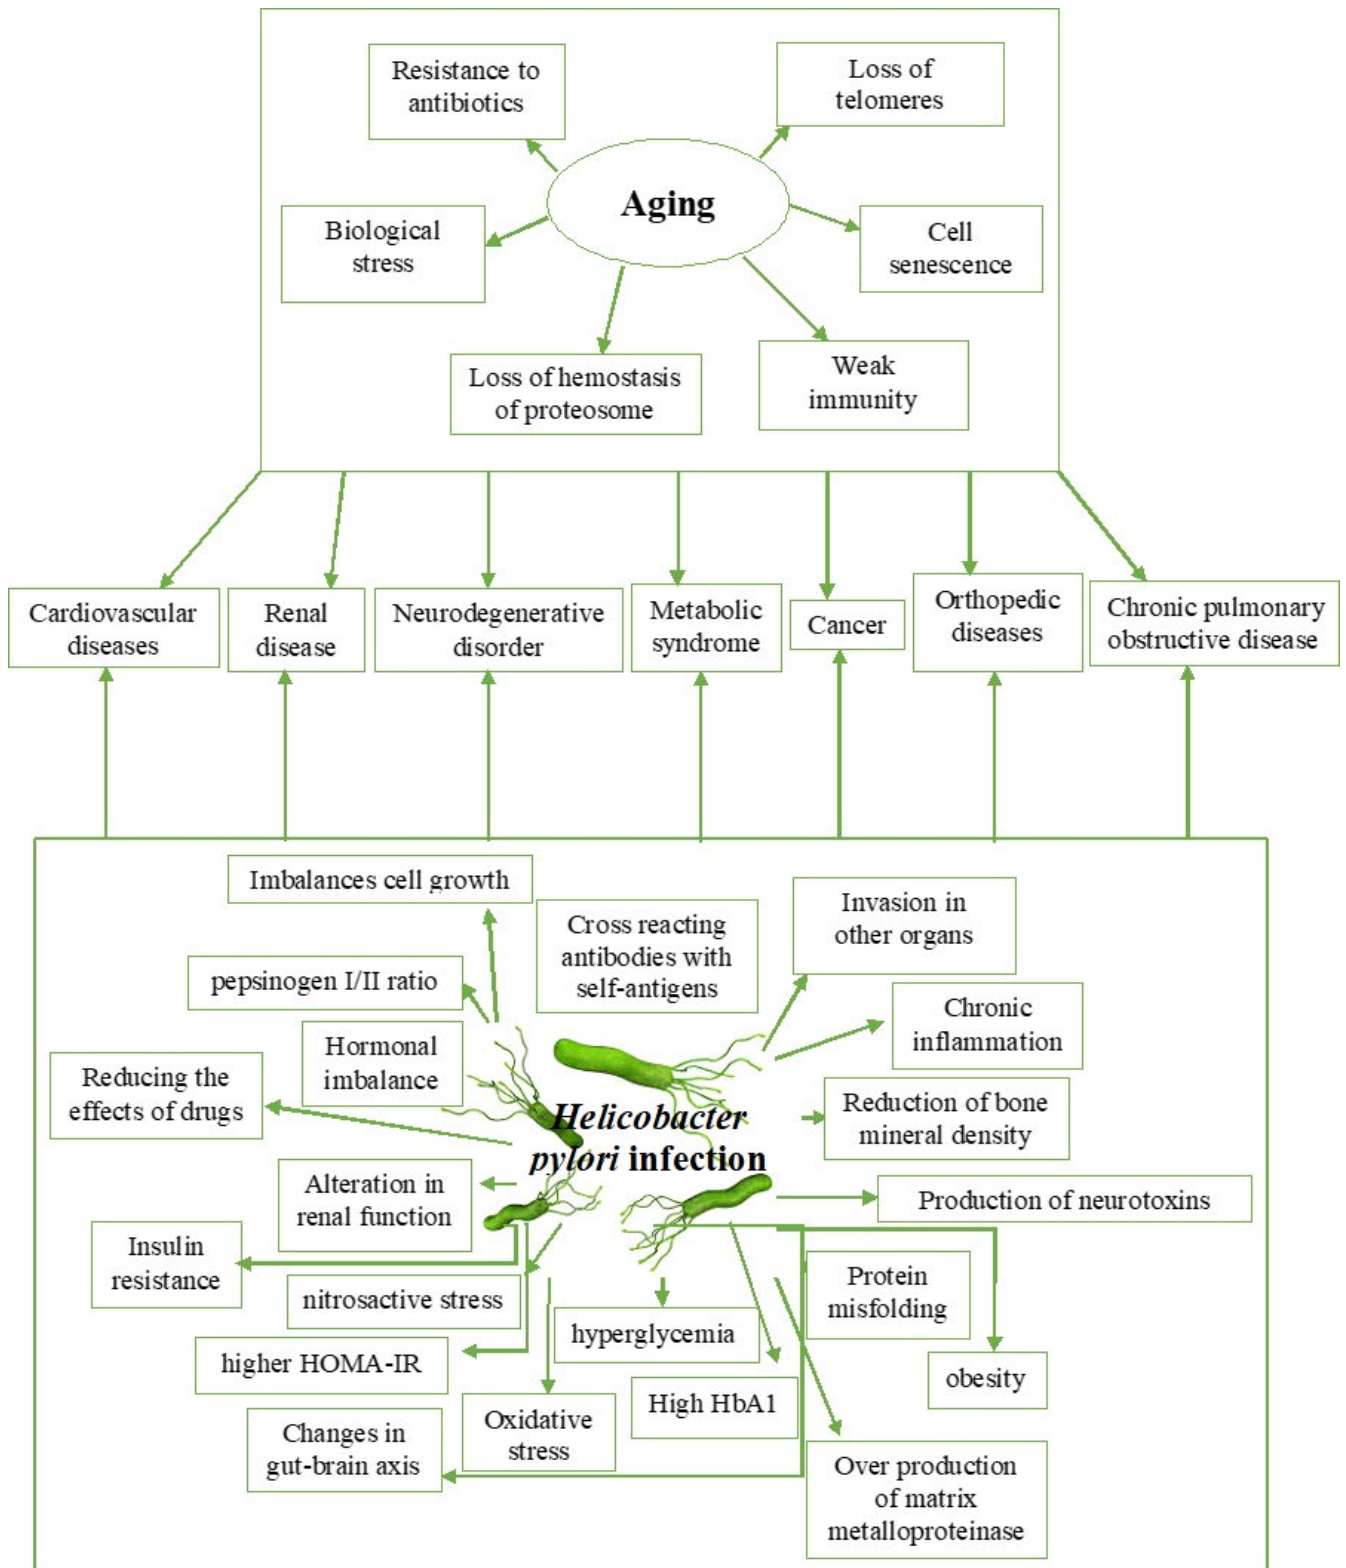 Resistance to
antibiotics
Loss of
telomeres
Aging
Biological
stress
Cell
senescence
Loss of hemostasis
of proteosome
Weak
immunity
Cardiovascular
diseases
Renal
disease
Neurodegenerative
disorder
Metabolic
syndrome
Cancer
Orthopedic
diseases
Chronic pulmonary
obstructive disease
Imbalances cell growth
Cross reacting
antibodies with
self-antigens
Invasion in
other organs
pepsinogen I/II ratio
Chronic
inflammation
Hormonal
imbalance
Reducing the
effects of drugs
Helicobacter
pylori infection
Reduction of bone
mineral density
Alteration in
renal function
Production of neurotoxins
Insulin
resistance
nitrosactive stress
Protein
misfolding
hyperglycemia
higher HOMA-IR
obesity
High HbA1
Oxidative
stress
Changes in
gut-brain axis
Over production
of matrix
metalloproteinase